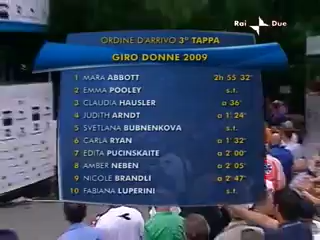 Rai Due
ORDINE D'ARRIVO 3ª TAPPA
GIRO DONNE 2009
1 MARA ABBOTT 2h 55' 32"
2 EMMA POOLEY s.t.
3 CLAUDIA HAUSLER a 36"
4 JUDITH ARNDT a 1'24"
5 SVETLANA BUBNENKOVA s.t.
6 CARLA RYAN a 1'32"
7 EDITA PUCINSKAITE a 2'00"
8 AMBER NEBEN a 2'05"
9 NICOLE BRANDLI a 2'47"
10 FABIANA LUPERINI s.t.